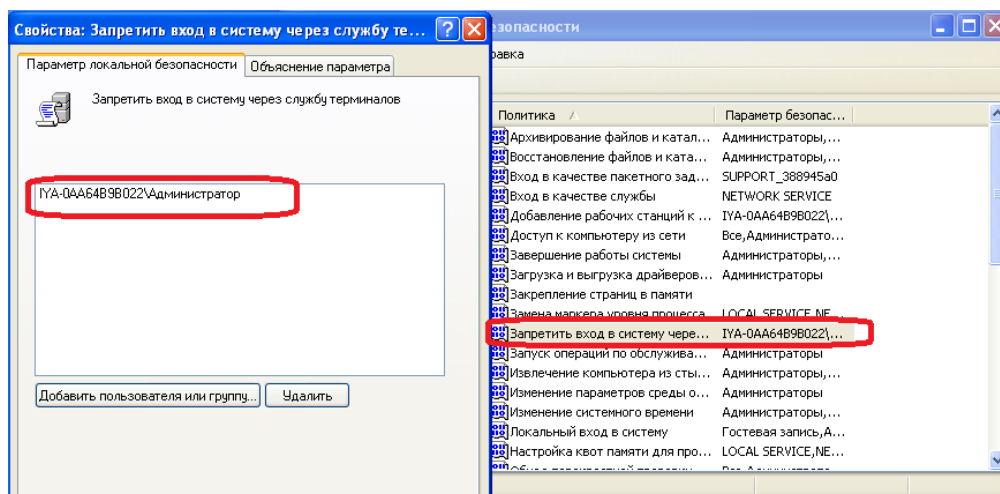 Свойства: Запретить вход в систему через службу те...
Параметр локальной безопасности
Объяснение параметра
Запретить вход в систему через службу терминалов
IYA-0AA64B9B022\Администратор
Добавить пользователя или группу...
Удалить
езопасности
равка
Политика
Параметр безопас...
Архивирование файлов и катал... Администраторы,...
Восстановление файлов и ката... Администраторы,...
Вход в качестве пакетного зад... SUPPORT_388945a0
Вход в качестве службы NETWORK SERVICE
Добавление рабочих станций к ... IYA-0AA64B9B022\...
Доступ к компьютеру из сети Все,Администрато...
Завершение работы системы Администраторы,...
Загрузка и выгрузка драйверов... Администраторы
Закрепление страниц в памяти
Замена маркера уровня процесса LOCAL SERVICE,NE...
Запретить вход в систему чере... IYA-0AA64B9B022\...
Запуск операций по обслужива... Администраторы
Извлечение компьютера из сты... Администраторы,...
Изменение параметров среды о... Администраторы
Изменение системного времени Администраторы,...
Локальный вход в систему Гостевая запись,А...
Настройка квот памяти для про... LOCAL SERVICE,NE...